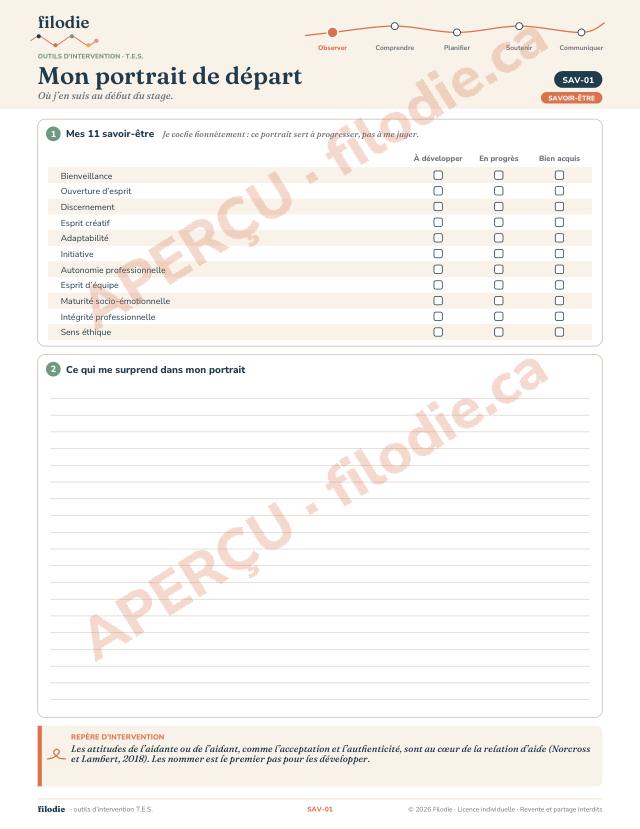 filodie
Observer Comprendre Planifier Soutenir Communiquer
OUTILS D'INTERVENTION · T.E.S.
Mon portrait de départ
SAV-01
Où j'en suis au début du stage.
SAVOIR-ÊTRE
1 Mes 11 savoir-être Je coche honnêtement : ce portrait sert à progresser, pas à me juger.
À développer En progrès Bien acquis
Bienveillance
Ouverture d'esprit
Discernement
Esprit créatif
Adaptabilité
Initiative
Autonomie professionnelle
Esprit d'équipe
Maturité socio-émotionnelle
Intégrité professionnelle
Sens éthique
APERÇU · filodie.ca
2 Ce qui me surprend dans mon portrait
APERÇU · filodie.ca
REPÈRE D'INTERVENTION
Les attitudes de l'aidante ou de l'aidant, comme l'acceptation et l'authenticité, sont au cœur de la relation d'aide (Norcross
et Lambert, 2018). Les nommer est le premier pas pour les développer.
filodie · outils d'intervention T.E.S. SAV-01 © 2026 Filodie · Licence individuelle · Revente et partage interdits